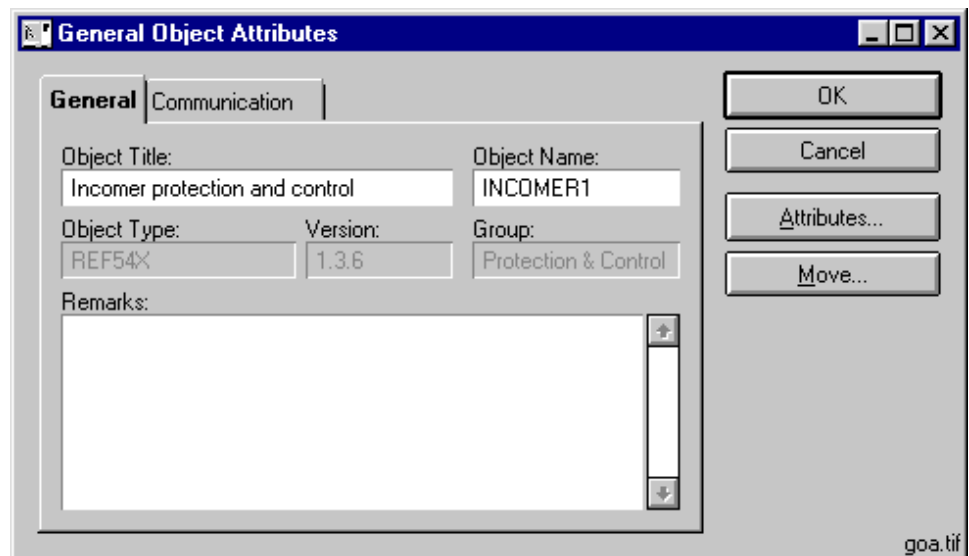 General Object Attributes
General Communication
OK
Cancel
Attributes...
Move...
Object Title: Object Name:
Incomer protection and control INCOMER1
Object Type: Version: Group:
REF54X 1.3.6 Protection & Control
Remarks:
goa.tif